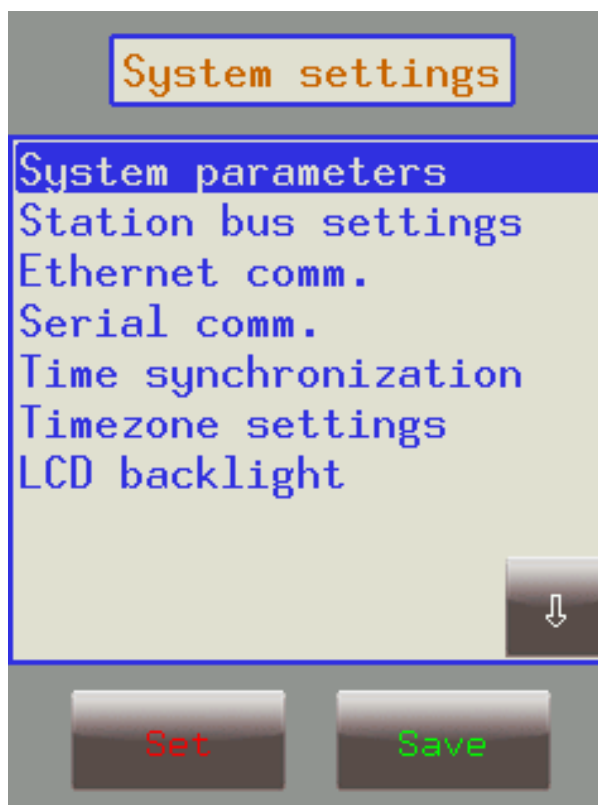 System settings
System parameters
Station bus settings
Ethernet comm.
Serial comm.
Time synchronization
Timezone settings
LCD backlight
⇩
Set
Save